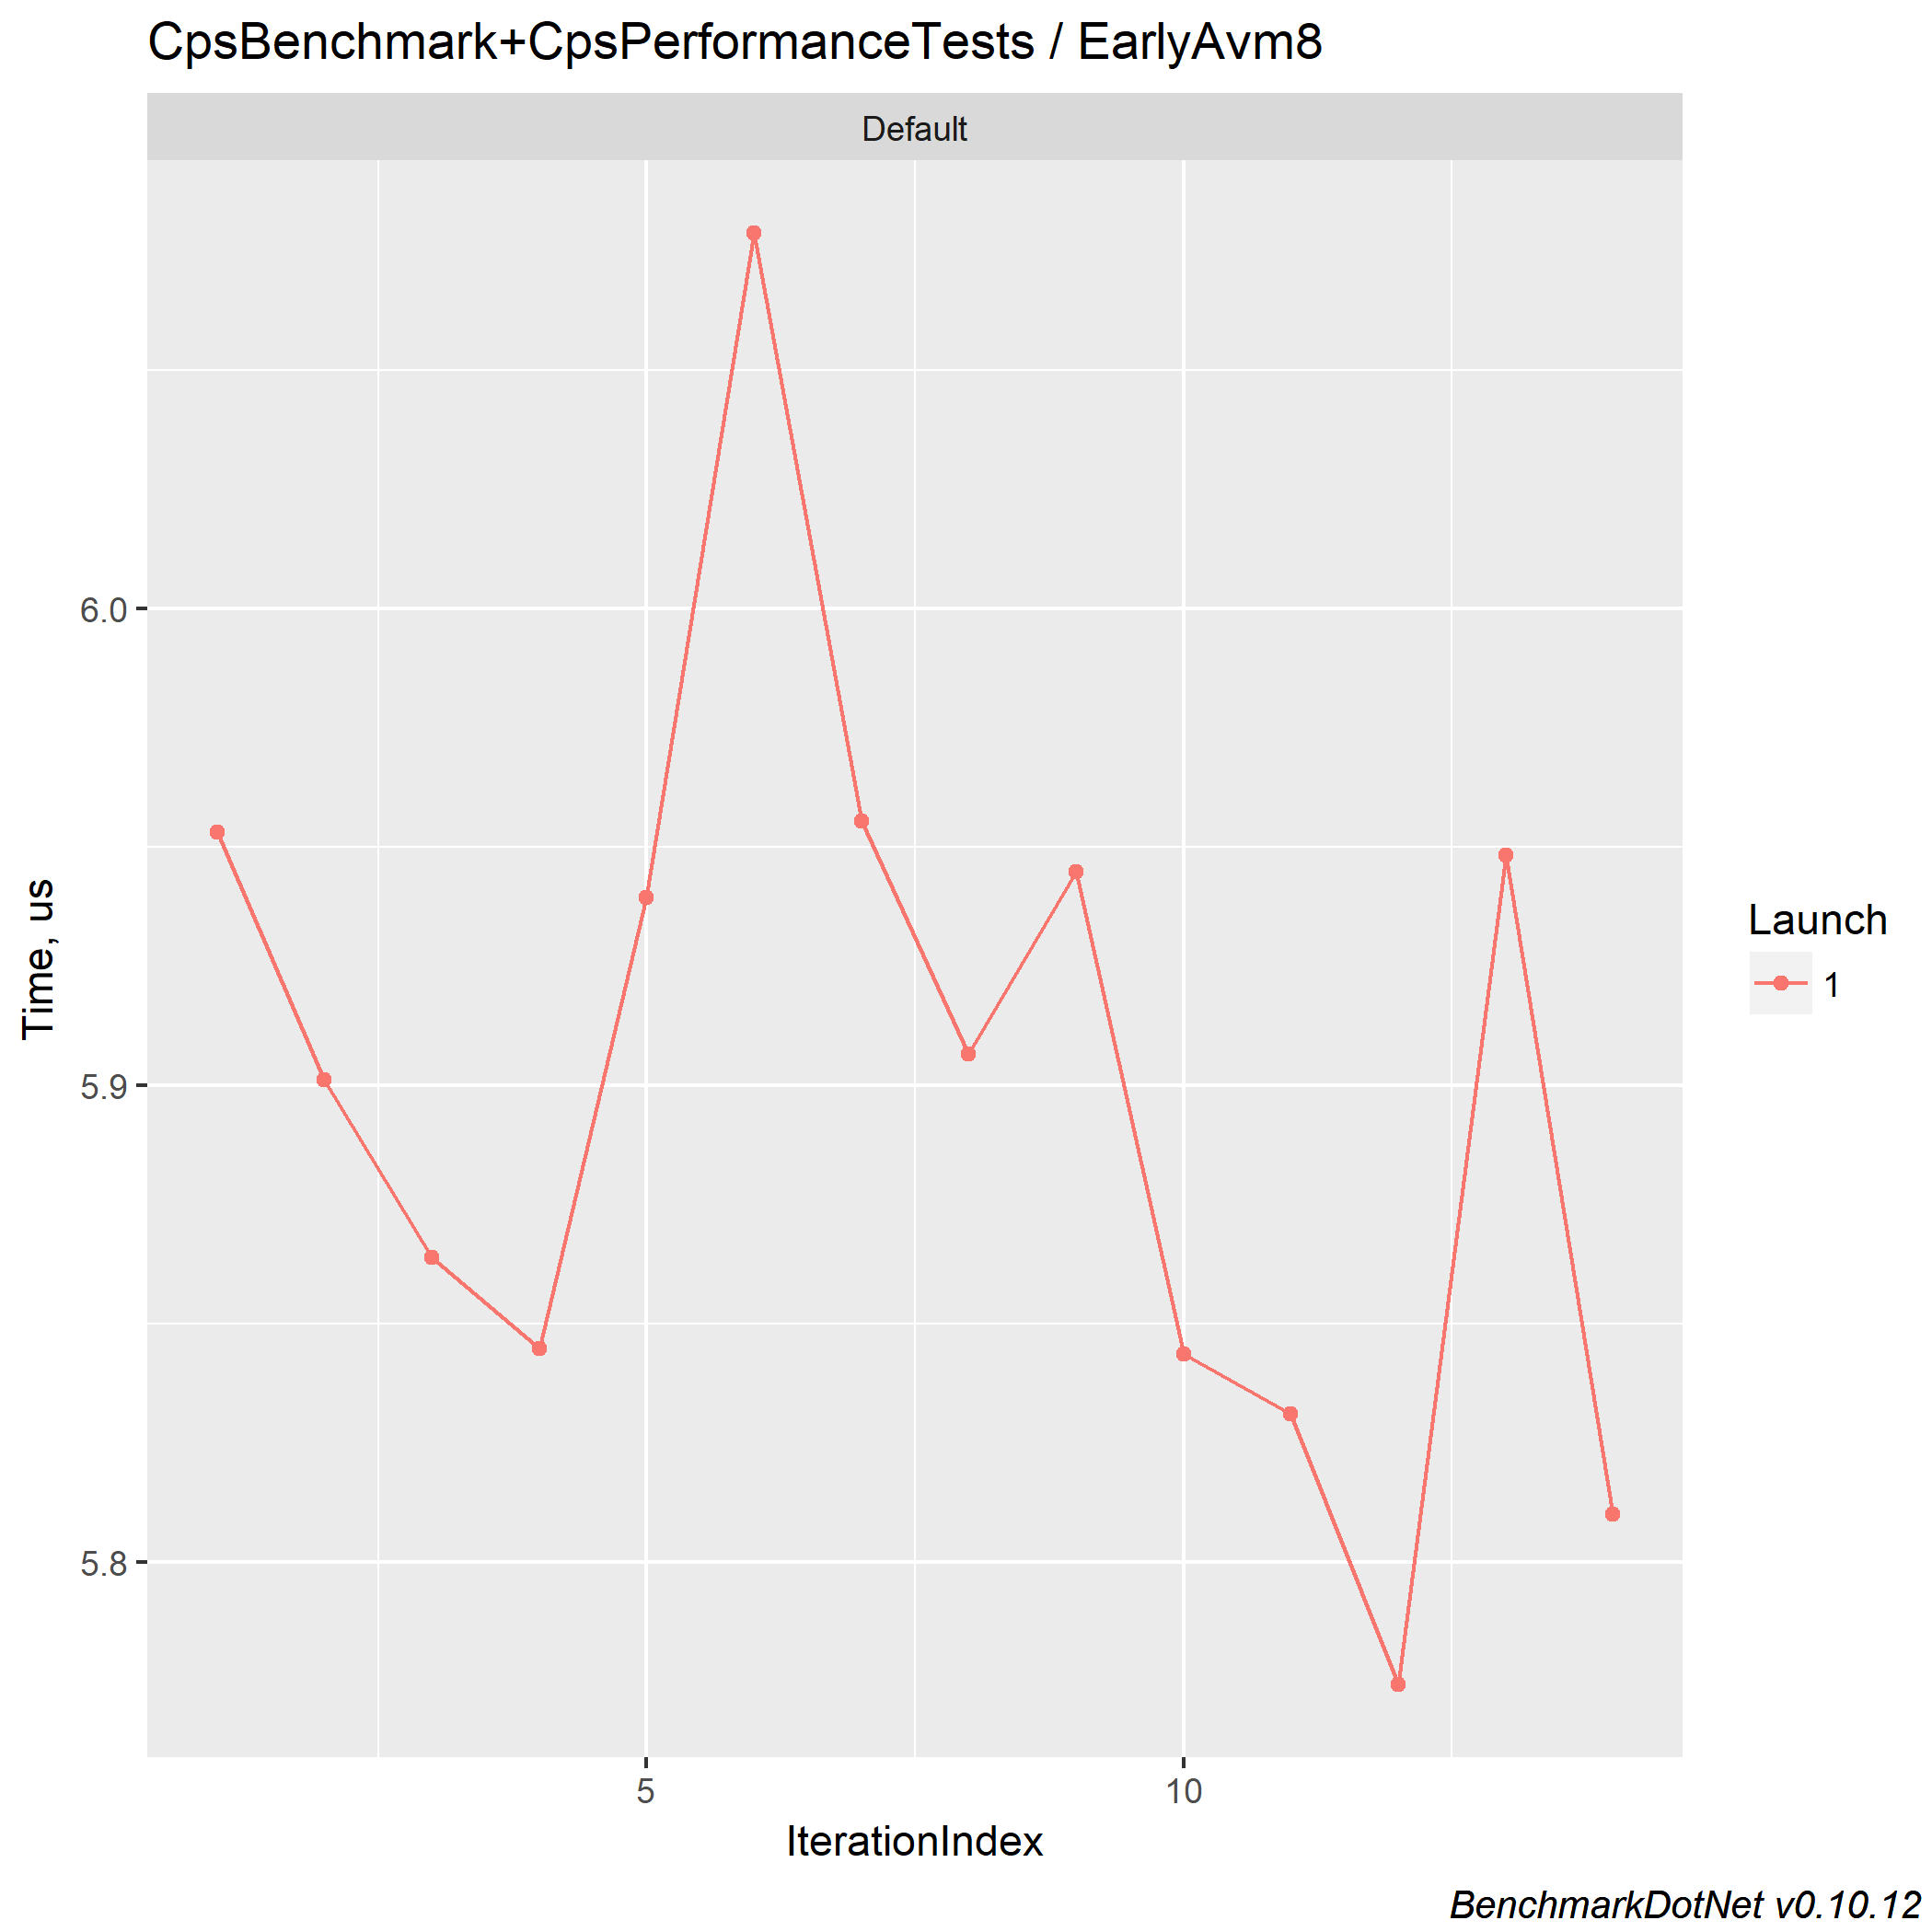 CpsBenchmark+CpsPerformanceTests / EarlyAvm8
Default
6.0
5.9
5.8
Time, us
5
10
IterationIndex
Launch
1
BenchmarkDotNet v0.10.12